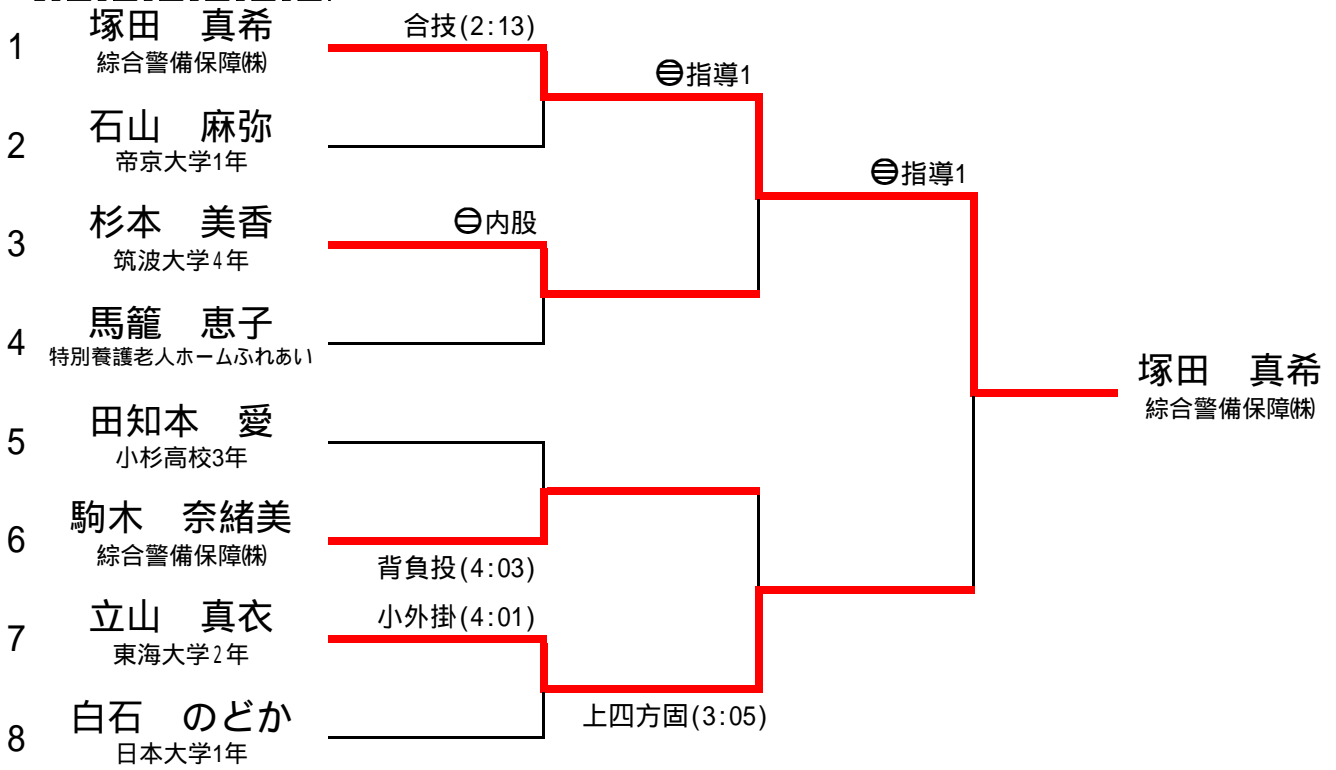 1
塚田　真希
綜合警備保障㈱
合技(2:13)
指導1
2
石山　麻弥
帝京大学1年
指導1
3
杉本　美香
筑波大学4年
内股
4
馬籠　恵子
特別養護老人ホームふれあい
塚田　真希
綜合警備保障㈱
5
田知本　愛
小杉高校3年
6
駒木　奈緒美
綜合警備保障㈱
背負投(4:03)
7
立山　真衣
東海大学2年
小外掛(4:01)
上四方固(3:05)
8
白石　のどか
日本大学1年